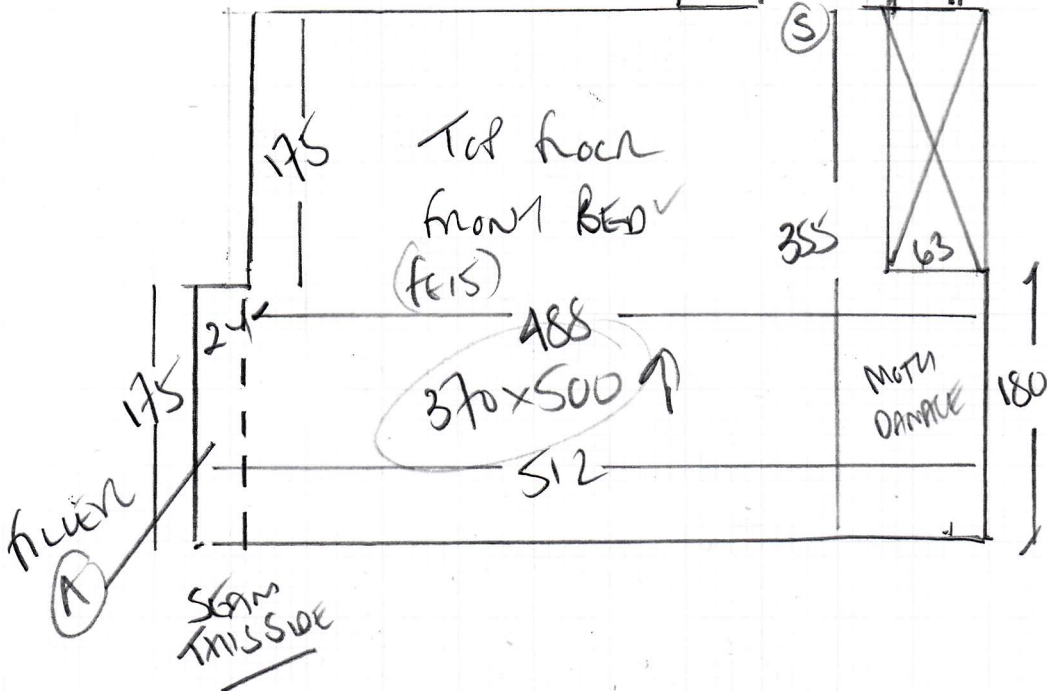 S
175
TOP FLOOR
FRONT BED ✓
(FE15)
355
63
24
488
370x500 ↑
175
MOTH
DAMAGE
180
512
FILLER
A
SEAM
THIS SIDE